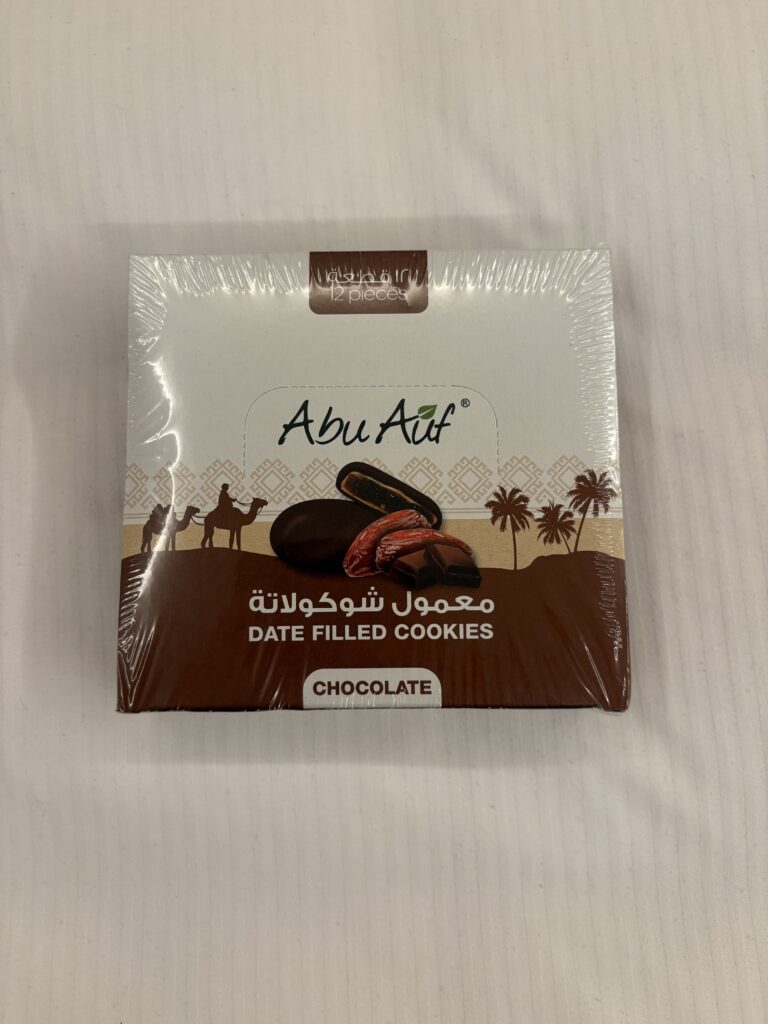 ١٢ قطعة
12 pieces
Abu Auf ®
معمول شوكولاتة
DATE FILLED COOKIES
CHOCOLATE